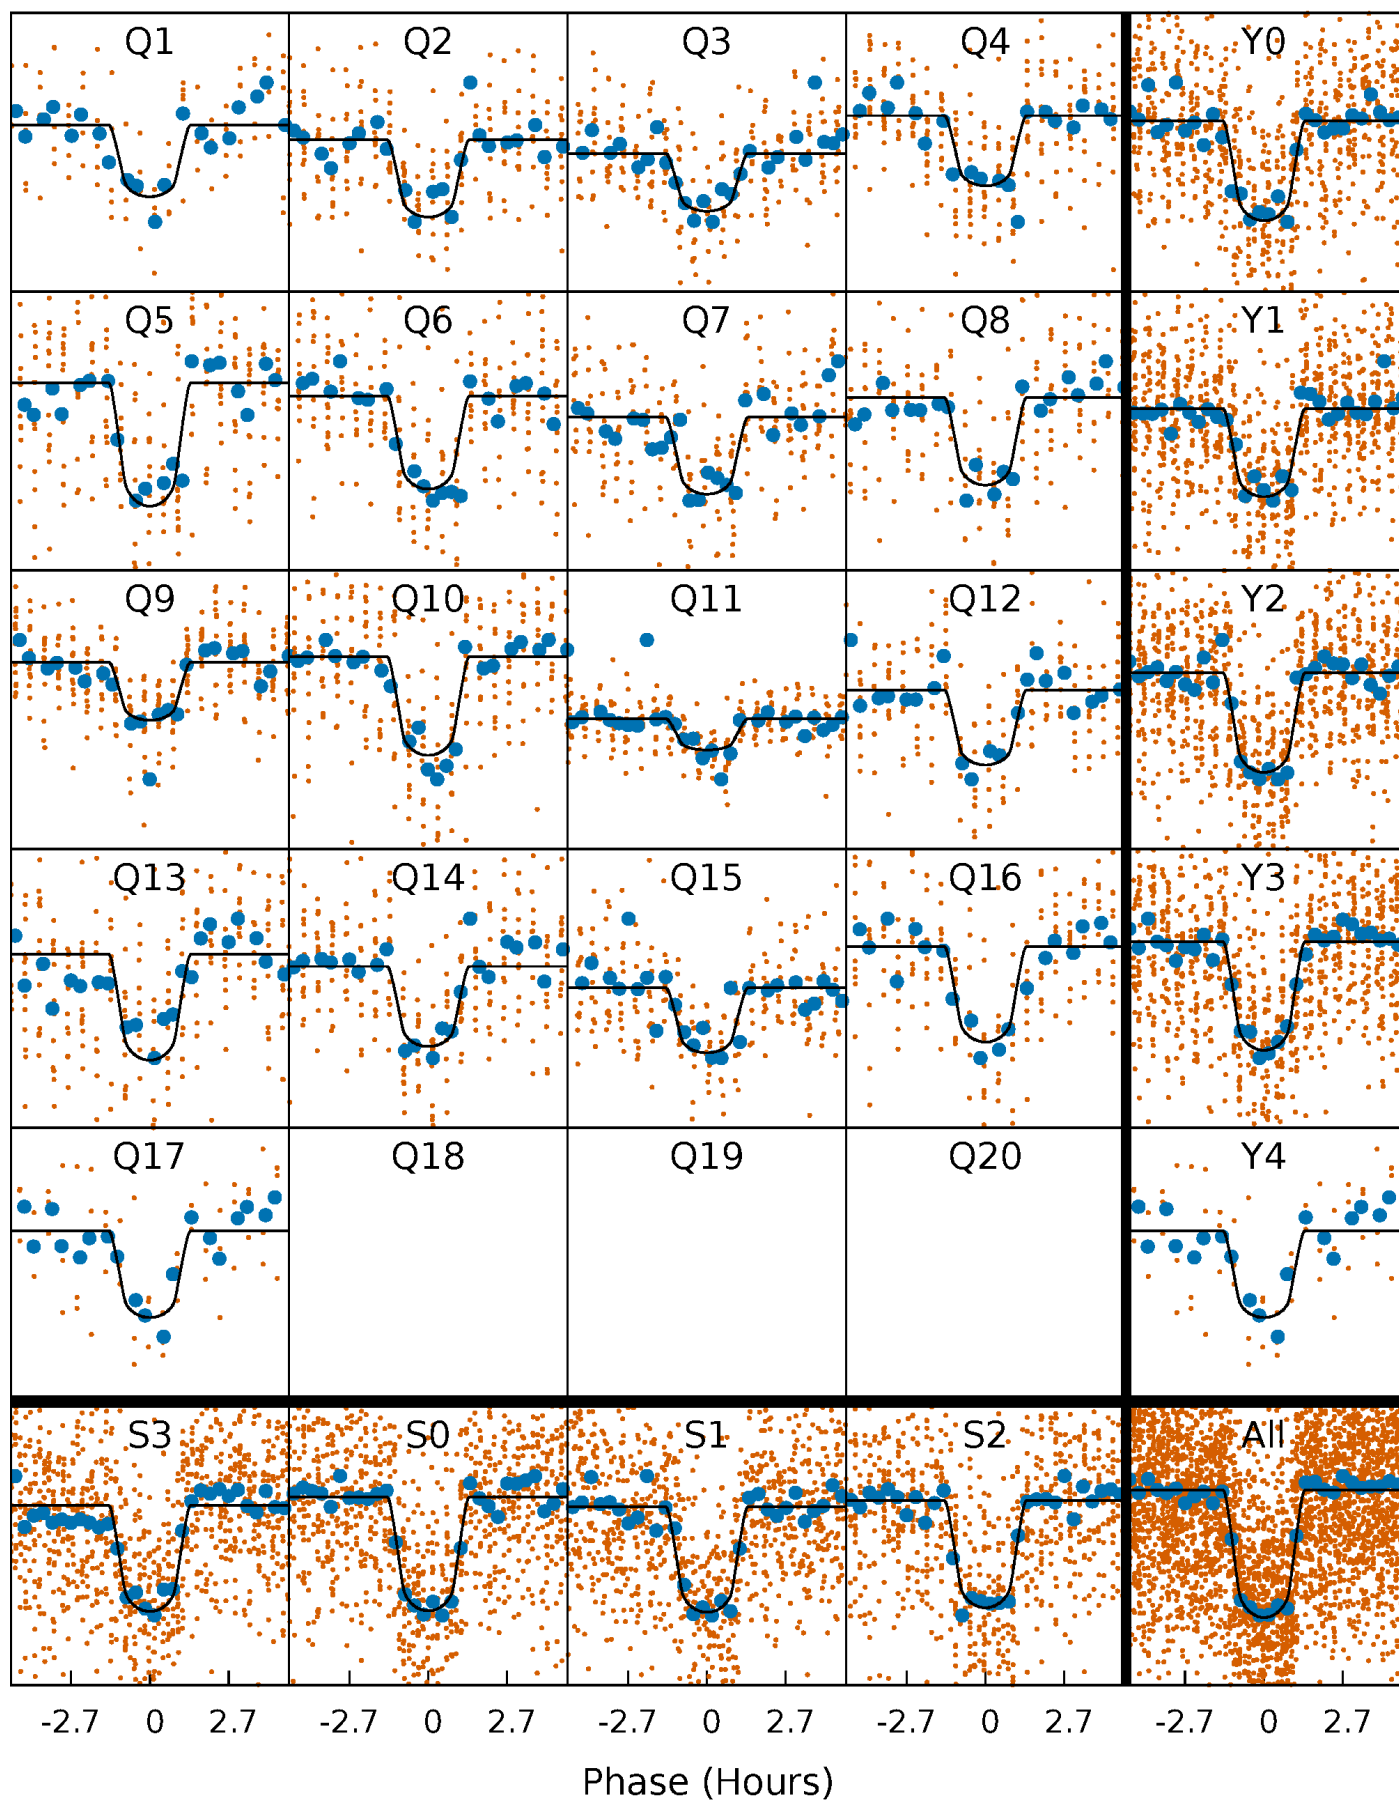 Q1 Q2 Q3 Q4 Y0
Q5 Q6 Q7 Q8 Y1
Q9 Q10 Q11 Q12 Y2
Q13 Q14 Q15 Q16 Y3
Q17 Q18 Q19 Q20 Y4
S3 S0 S1 S2 All
-2.7 0 2.7 -2.7 0 2.7 -2.7 0 2.7 -2.7 0 2.7 -2.7 0 2.7
Phase (Hours)